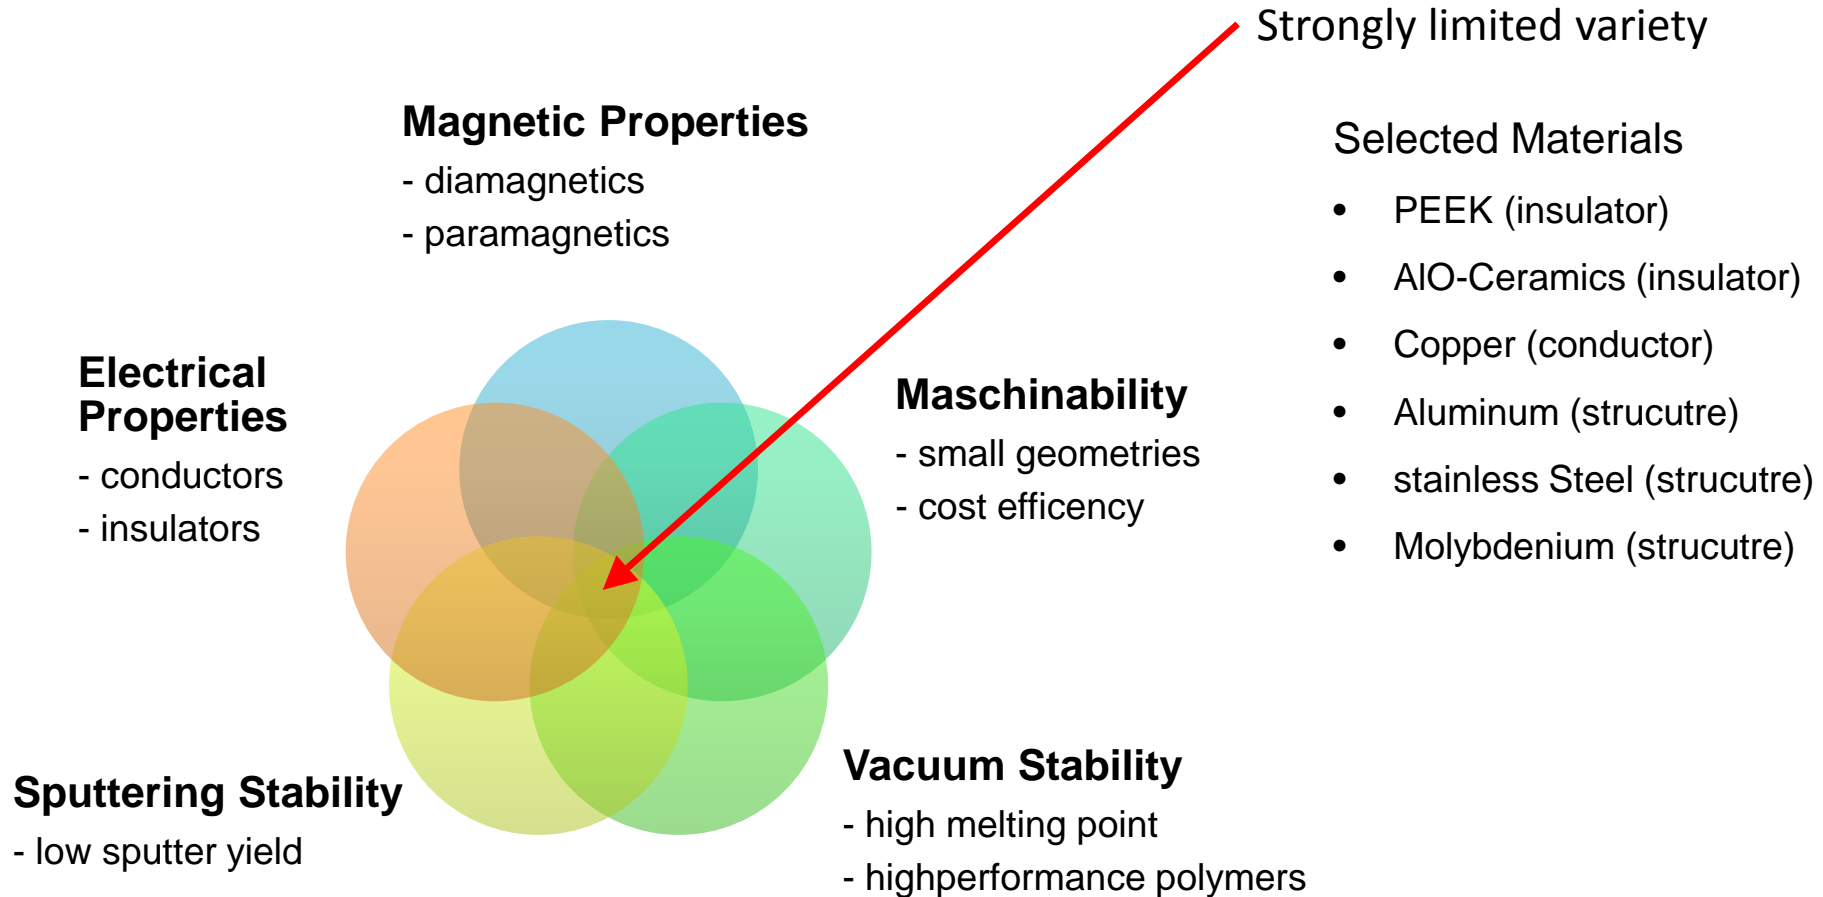 Strongly limited variety
Magnetic Properties
- diamagnetics
- paramagnetics
Electrical
Properties
- conductors
- insulators
Maschinability
- small geometries
- cost efficency
Sputtering Stability
- low sputter yield
Vacuum Stability
- high melting point
- highperformance polymers
Selected Materials
• PEEK (insulator)
• AlO-Ceramics (insulator)
• Copper (conductor)
• Aluminum (strucutre)
• stainless Steel (strucutre)
• Molybdenium (strucutre)